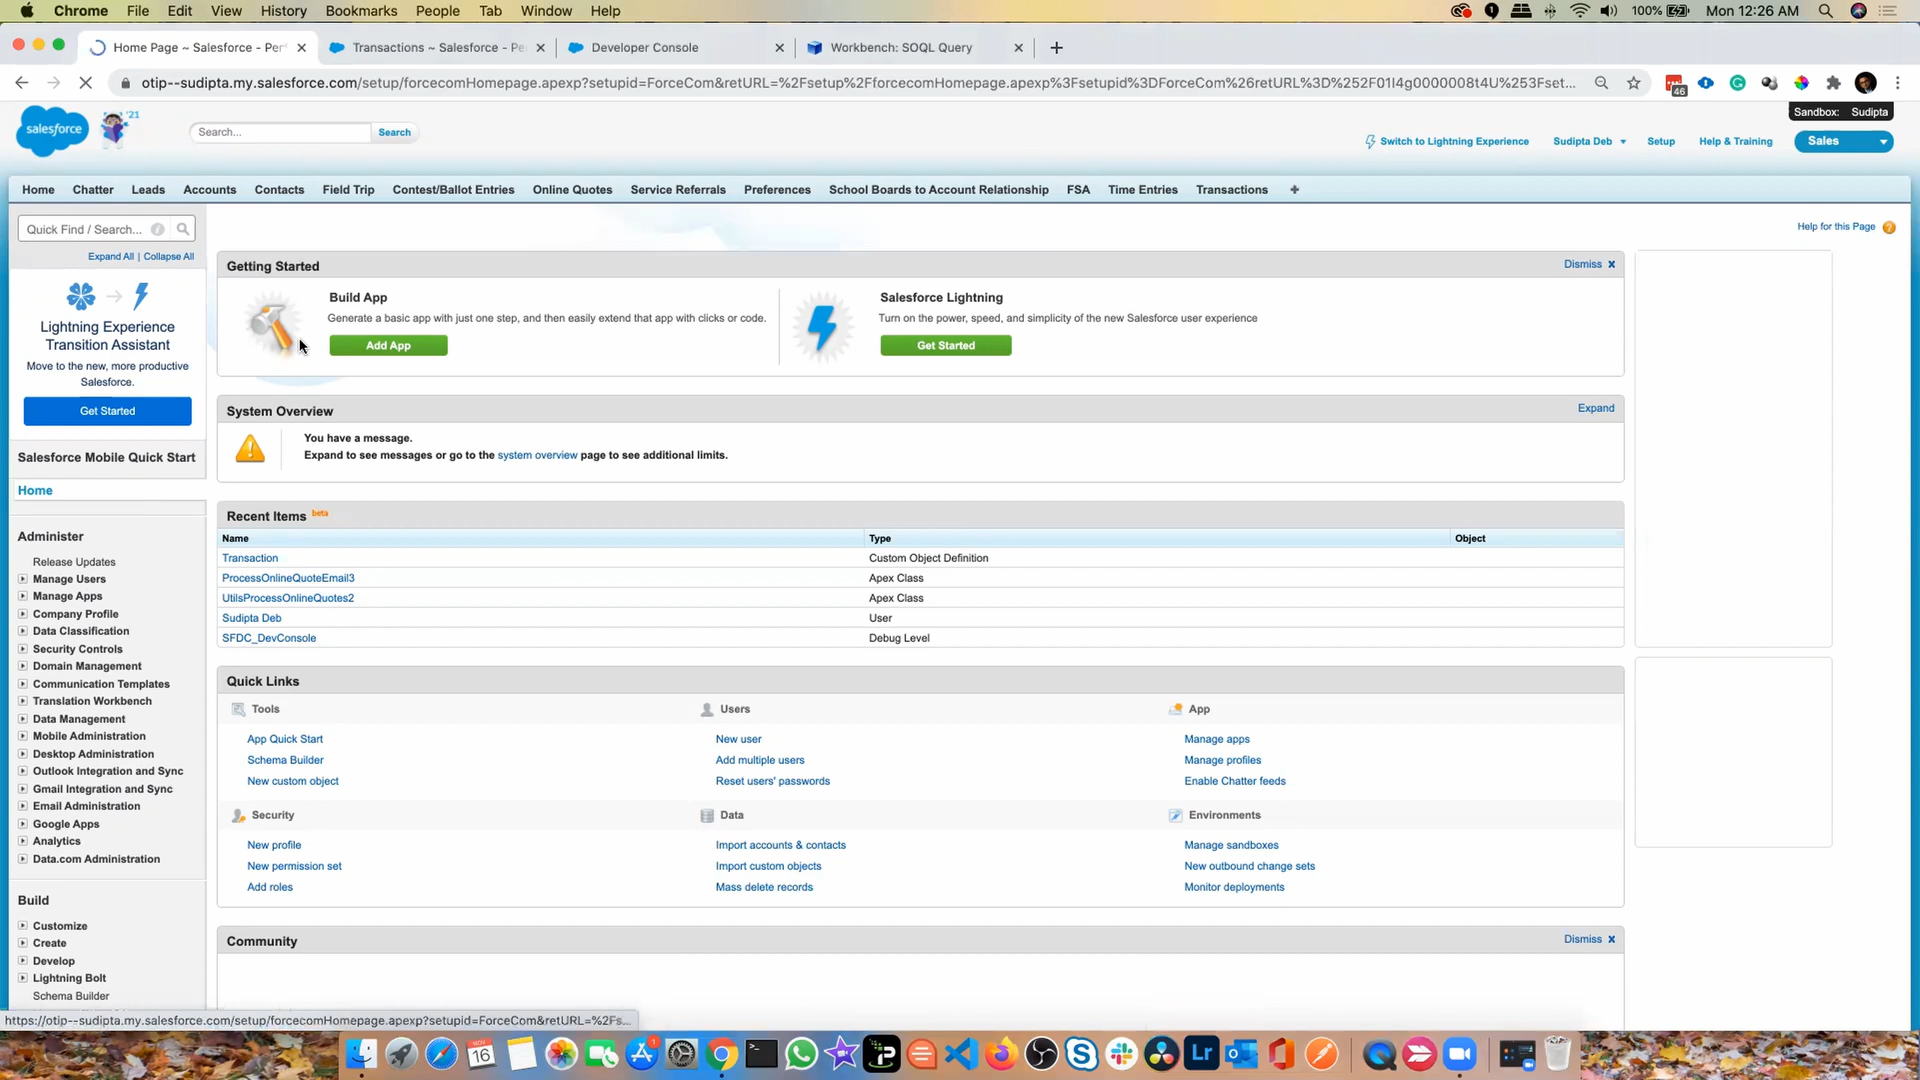 Chrome File Edit View History Bookmarks People Tab Window Help
100% Mon 12:26 AM
Home Page ~ Salesforce - Per
Transactions ~ Salesforce - Pe
Developer Console
Workbench: SOQL Query
otip--sudipta.my.salesforce.com/setup/forcecomHomepage.apexp?setupid=ForceCom&retURL=%2Fsetup%2FforcecomHomepage.apexp%3Fsetupid%3DForceCom%26retURL%3D%252F01I4g0000008t4U%253Fset...
46
Sandbox: Sudipta
salesforce
'21
Search...
Search
Switch to Lightning Experience
Sudipta Deb
Setup
Help & Training
Sales
Home Chatter Leads Accounts Contacts Field Trip Contest/Ballot Entries Online Quotes Service Referrals Preferences School Boards to Account Relationship FSA Time Entries Transactions +
Quick Find / Search...
Expand All | Collapse All
Lightning Experience
Transition Assistant
Move to the new, more productive
Salesforce.
Get Started
Salesforce Mobile Quick Start
Home
Administer
Release Updates
Manage Users
Manage Apps
Company Profile
Data Classification
Security Controls
Domain Management
Communication Templates
Translation Workbench
Data Management
Mobile Administration
Desktop Administration
Outlook Integration and Sync
Gmail Integration and Sync
Email Administration
Google Apps
Analytics
Data.com Administration
Build
Customize
Create
Develop
Lightning Bolt
Schema Builder
Help for this Page
Getting Started
Dismiss
Build App
Generate a basic app with just one step, and then easily extend that app with clicks or code.
Add App
Salesforce Lightning
Turn on the power, speed, and simplicity of the new Salesforce user experience
Get Started
System Overview
Expand
You have a message.
Expand to see messages or go to the system overview page to see additional limits.
Recent Items beta
Name Type Object
Transaction Custom Object Definition
ProcessOnlineQuoteEmail3 Apex Class
UtilsProcessOnlineQuotes2 Apex Class
Sudipta Deb User
SFDC_DevConsole Debug Level
Quick Links
Tools Users App
App Quick Start New user Manage apps
Schema Builder Add multiple users Manage profiles
New custom object Reset users' passwords Enable Chatter feeds
Security Data Environments
New profile Import accounts & contacts Manage sandboxes
New permission set Import custom objects New outbound change sets
Add roles Mass delete records Monitor deployments
Community
Dismiss
https://otip--sudipta.my.salesforce.com/setup/forcecomHomepage.apexp?setupid=ForceCom&retURL=%2Fs...
16
1
Lr